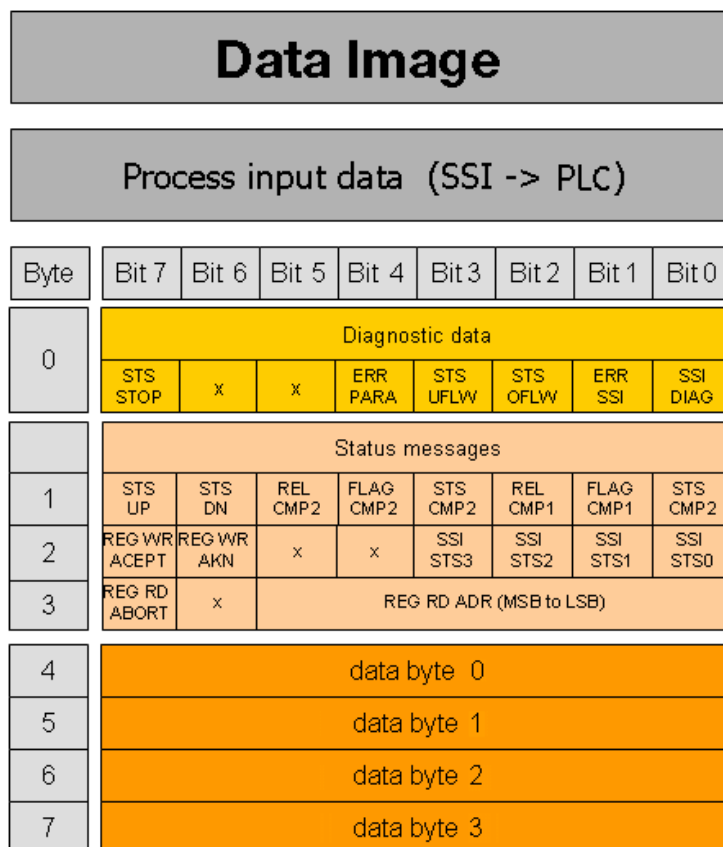 Data Image
Process input data (SSI -> PLC)
Byte Bit 7 Bit 6 Bit 5 Bit 4 Bit 3 Bit 2 Bit 1 Bit 0
0
Diagnostic data
STS STOP x x ERR PARA STS UFLW STS OFLW ERR SSI SSI DIAG
Status messages
1 STS UP STS DN REL CMP2 FLAG CMP2 STS CMP2 REL CMP1 FLAG CMP1 STS CMP2
2 REG WR ACEPT REG WR AKN x x SSI STS3 SSI STS2 SSI STS1 SSI STS0
3 REG RD ABORT x REG RD ADR (MSB to LSB)
4 data byte 0
5 data byte 1
6 data byte 2
7 data byte 3